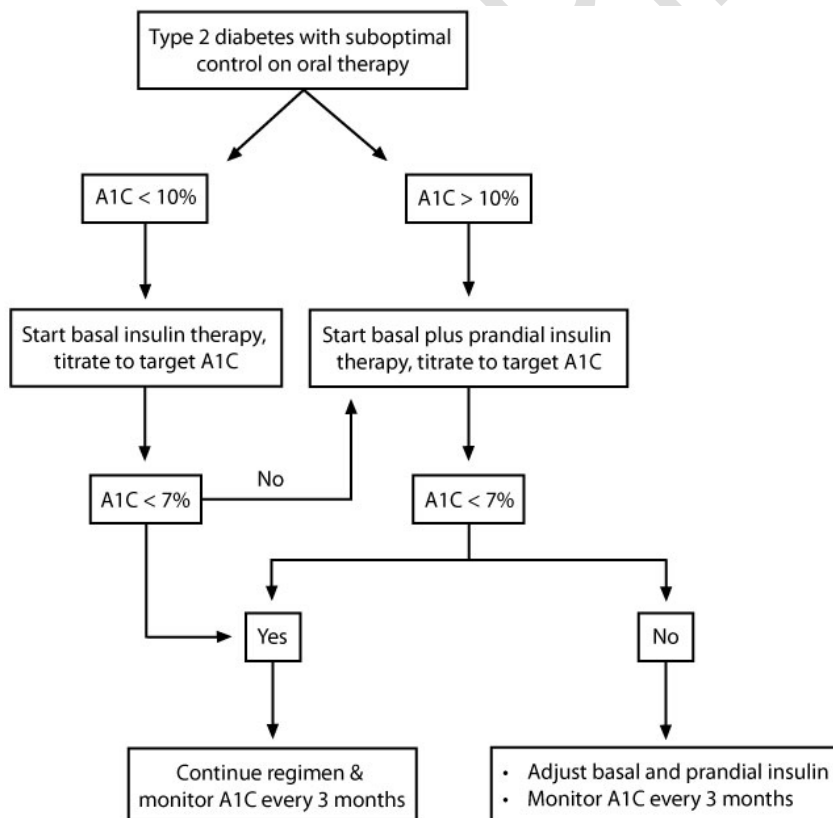 Type 2 diabetes with suboptimal
control on oral therapy
A1C < 10%
A1C > 10%
Start basal insulin therapy,
titrate to target A1C
Start basal plus prandial insulin
therapy, titrate to target A1C
A1C < 7%
No
A1C < 7%
Yes
No
Continue regimen &
monitor A1C every 3 months
• Adjust basal and prandial insulin
• Monitor A1C every 3 months